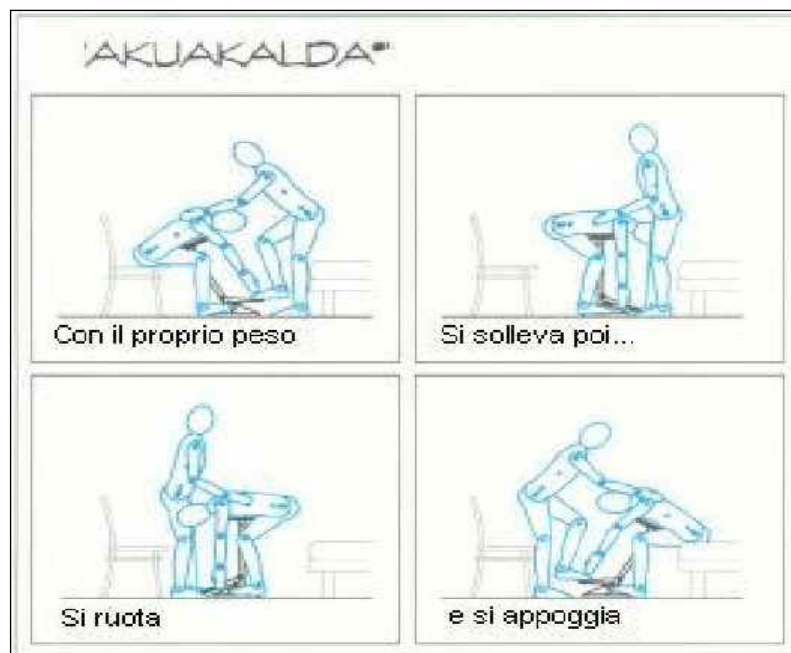 "AKUAKALDA"
Con il proprio peso
Si solleva poi...
Si ruota
e si appoggia